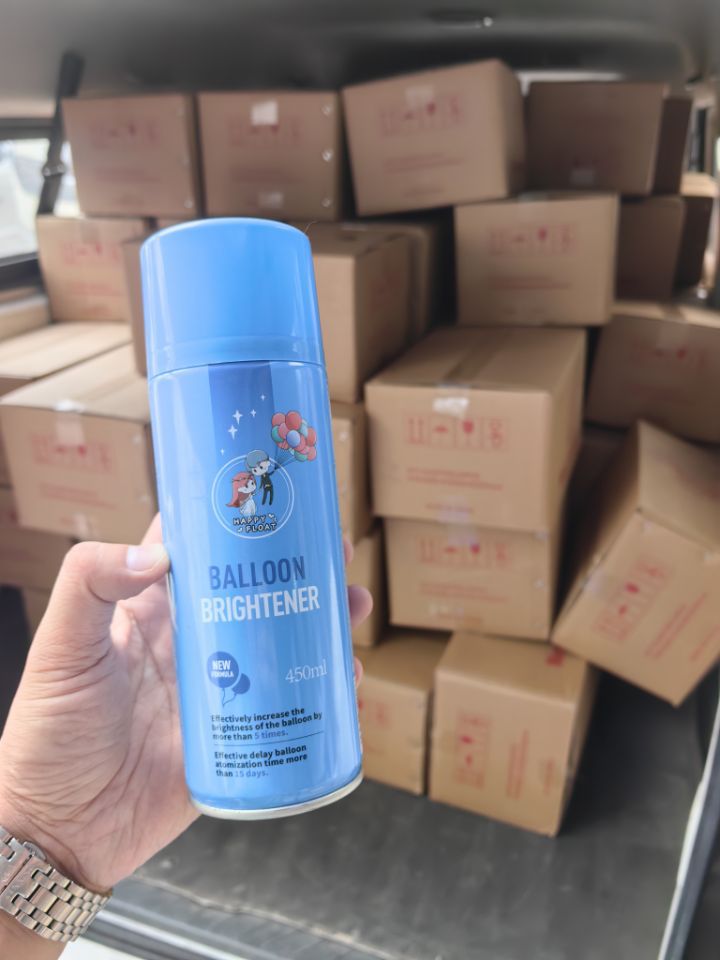 HAPPY
FLOAT
BALLOON
BRIGHTENER
NEW
FORMULA
450ml
Effectively increase the
brightness of the balloon by
more than 5 times.
Effective delay balloon
atomization time more
than 15 days.